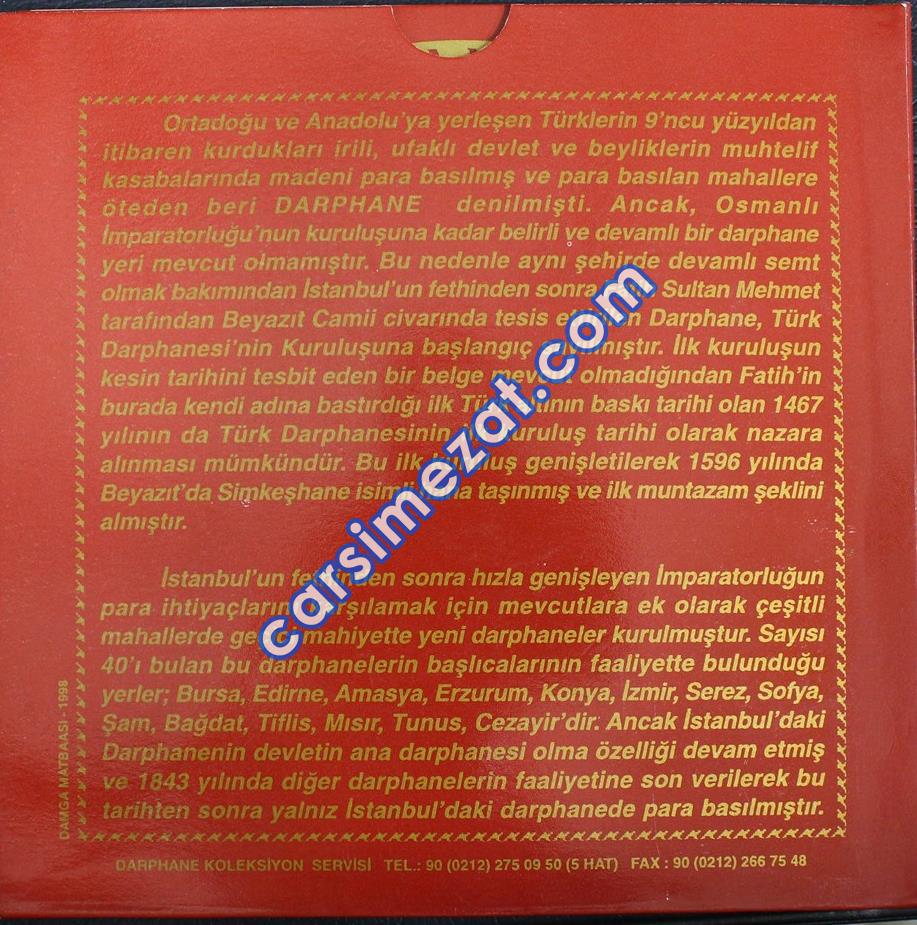 Ortadoğu ve Anadolu'ya yerleşen Türklerin 9'ncu yüzyıldan
itibaren kurdukları irili, ufaklı devlet ve beyliklerin muhtelif
kasabalarında madeni para basılmış ve para basılan mahallere
öteden beri DARPHANE denilmişti. Ancak, Osmanlı
İmparatorluğu'nun kuruluşuna kadar belirli ve devamlı bir darphane
yeri mevcut olmamıştır. Bu nedenle aynı şehirde devamlı semt
olmak bakımından İstanbul'un fethinden sonra Sultan Mehmet
tarafından Beyazıt Camii civarında tesis Darphane, Türk
Darphanesi'nin Kuruluşuna başlangıç İlk kuruluşun
kesin tarihini tesbit eden bir belge olmadığından Fatih'in
burada kendi adına bastırdığı ilk baskı tarihi olan 1467
yılının da Türk Darphanesinin kuruluş tarihi olarak nazara
alınması mümkündür. Bu ilk genişletilerek 1596 yılında
Beyazıt'da Simkeşhane taşınmış ve ilk muntazam şeklini
almıştır.
İstanbul'un fethinden sonra hızla genişleyen İmparatorluğun
para ihtiyaçlarını karşılamak için mevcutlara ek olarak çeşitli
mahallerde mahiyette yeni darphaneler kurulmuştur. Sayısı
40'ı bulan bu darphanelerin başlıcalarının faaliyette bulunduğu
yerler; Bursa, Edirne, Amasya, Erzurum, Konya, İzmir, Serez, Sofya,
Şam, Bağdat, Tiflis, Mısır, Tunus, Cezayir'dir. Ancak İstanbul'daki
Darphanenin devletin ana darphanesi olma özelliği devam etmiş
ve 1843 yılında diğer darphanelerin faaliyetine son verilerek bu
tarihten sonra yalnız İstanbul'daki darphanede para basılmıştır.
DAMGA MATBAASI - 1998
DARPHANE KOLEKSİYON SERVİSİ TEL.: 90 (0212) 275 09 50 (5 HAT) FAX : 90 (0212) 266 75 48
carsimezat.com